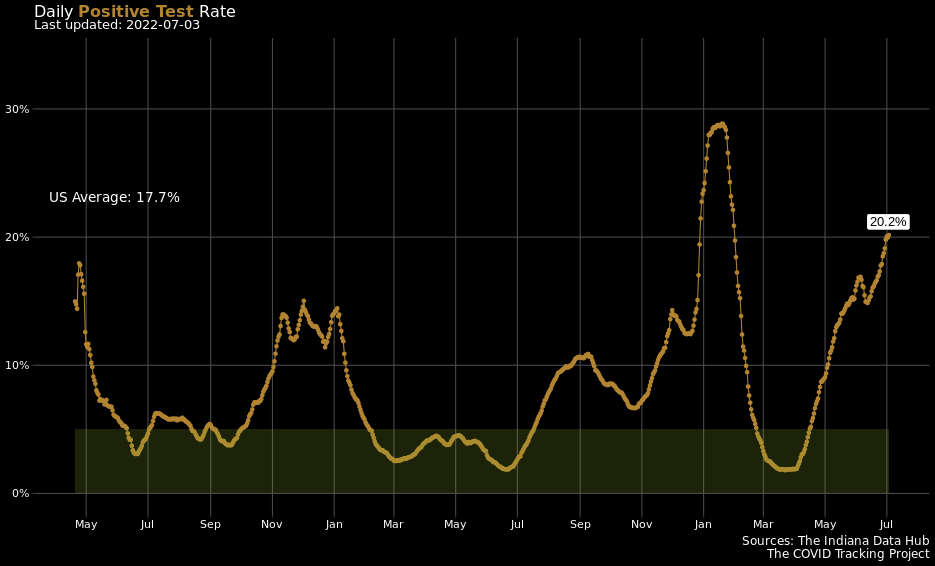 Daily Positive Test Rate
Last updated: 2022-07-03
30%
US Average: 17.7%
20.2%
20%
10%
0%
May Jul Sep Nov Jan Mar May Jul Sep Nov Jan Mar May Jul
Sources: The Indiana Data Hub
The COVID Tracking Project